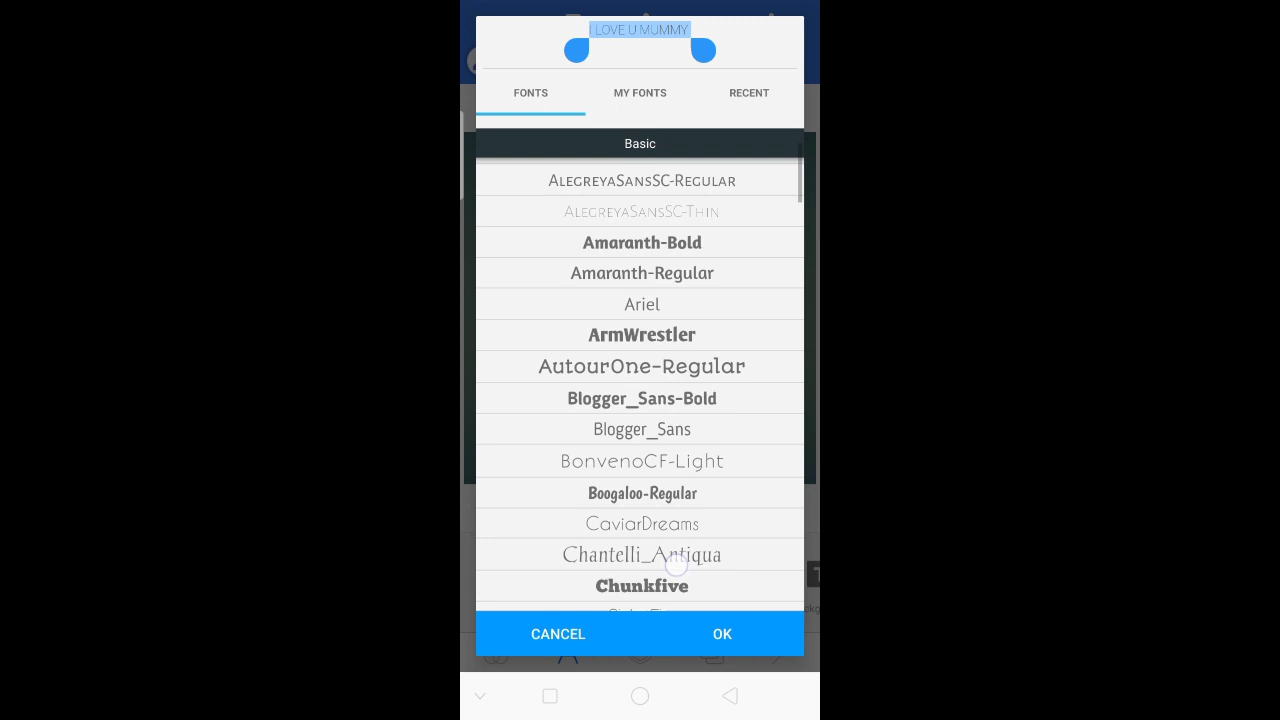 I LOVE U MUMMY
FONTS MY FONTS RECENT
Basic
AlegreyaSansSC-Regular
AlegreyaSansSC-Thin
Amaranth-Bold
Amaranth-Regular
Ariel
ArmWrestler
AutourOne-Regular
Blogger_Sans-Bold
Blogger_Sans
BonvenoCF-Light
Boogaloo-Regular
CaviarDreams
Chantelli_Antiqua
Chunkfive
CANCEL OK